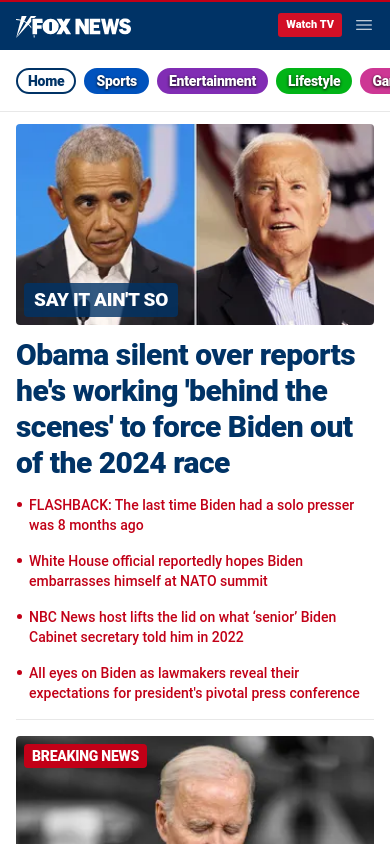 FOX NEWS
Watch TV
Home
Sports
Entertainment
Lifestyle
Ga
SAY IT AIN'T SO
Obama silent over reports
he's working 'behind the
scenes' to force Biden out
of the 2024 race
• FLASHBACK: The last time Biden had a solo presser
was 8 months ago
• White House official reportedly hopes Biden
embarrasses himself at NATO summit
• NBC News host lifts the lid on what ‘senior’ Biden
Cabinet secretary told him in 2022
• All eyes on Biden as lawmakers reveal their
expectations for president's pivotal press conference
BREAKING NEWS